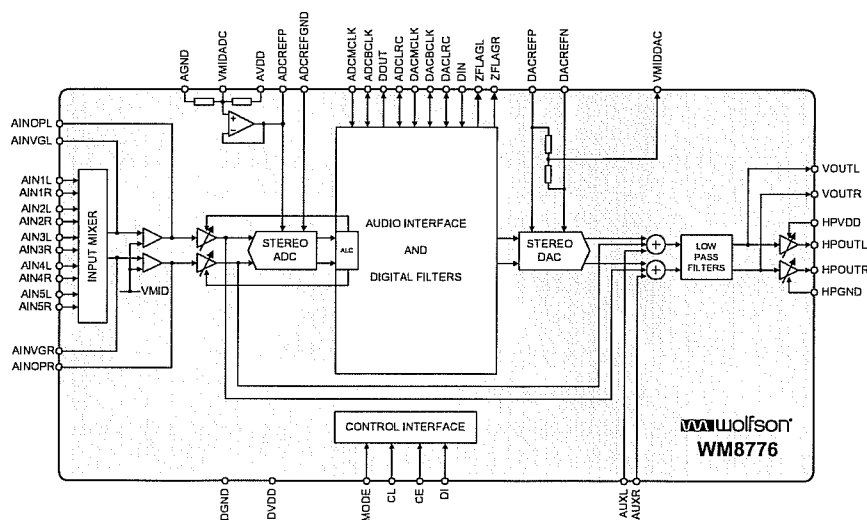 AGND
VMIDADC
AVDD
ADCREFP
ADCREFGND
ADCMCLK
ADCBCLK
DOUT
ADCLRC
DACMCLK
DACBCLK
DACLRC
DIN
ZFLAGL
ZFLAGR
DACREFP
DACREFN
VMIDDAC
AINOPL
AINVGL
AIN1L
AIN1R
AIN2L
AIN2R
AIN3L
AIN3R
AIN4L
AIN4R
AIN5L
AIN5R
AINVGR
AINOPR
INPUT MIXER
VMID
+
−
STEREO
ADC
ALC
AUDIO INTERFACE
AND
DIGITAL FILTERS
STEREO
DAC
+
+
LOW
PASS
FILTERS
VOUTL
VOUTR
HPVDD
HPOUTL
HPOUTR
HPGND
CONTROL INTERFACE
wolfson®
WM8776
DGND
DVDD
MODE
CL
CE
DI
AUXL
AUXR